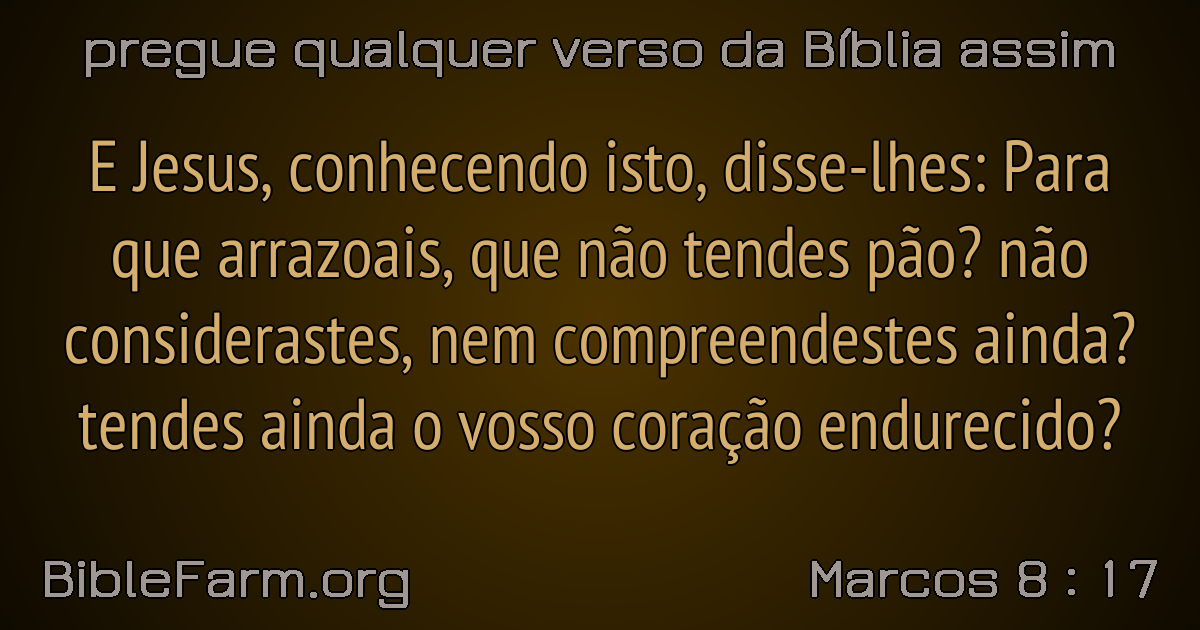 pregue qualquer verso da Bíblia assim
E Jesus, conhecendo isto, disse-lhes: Para
que arrazoais, que não tendes pão? não
considerastes, nem compreendestes ainda?
tendes ainda o vosso coração endurecido?
BibleFarm.org
Marcos 8 : 17